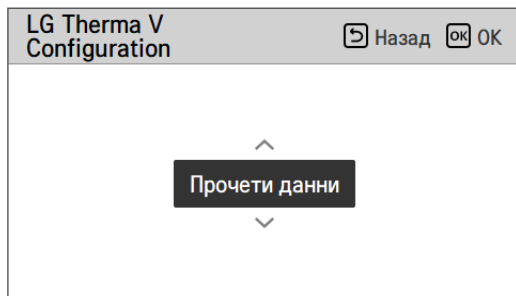 LG Therma V
Configuration
Назад OK OK
Прочети данни